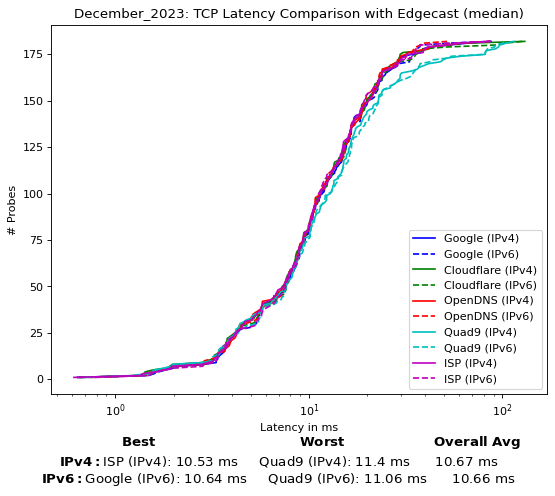 December_2023: TCP Latency Comparison with Edgecast (median)
# Probes
175
150
125
100
75
50
25
0
Google (IPv4)
Google (IPv6)
Cloudflare (IPv4)
Cloudflare (IPv6)
OpenDNS (IPv4)
OpenDNS (IPv6)
Quad9 (IPv4)
Quad9 (IPv6)
ISP (IPv4)
ISP (IPv6)
10⁰ 10¹ 10²
Latency in ms
Best Worst Overall Avg
IPv4: ISP (IPv4): 10.53 ms Quad9 (IPv4): 11.4 ms 10.67 ms
IPv6: Google (IPv6): 10.64 ms Quad9 (IPv6): 11.06 ms 10.66 ms